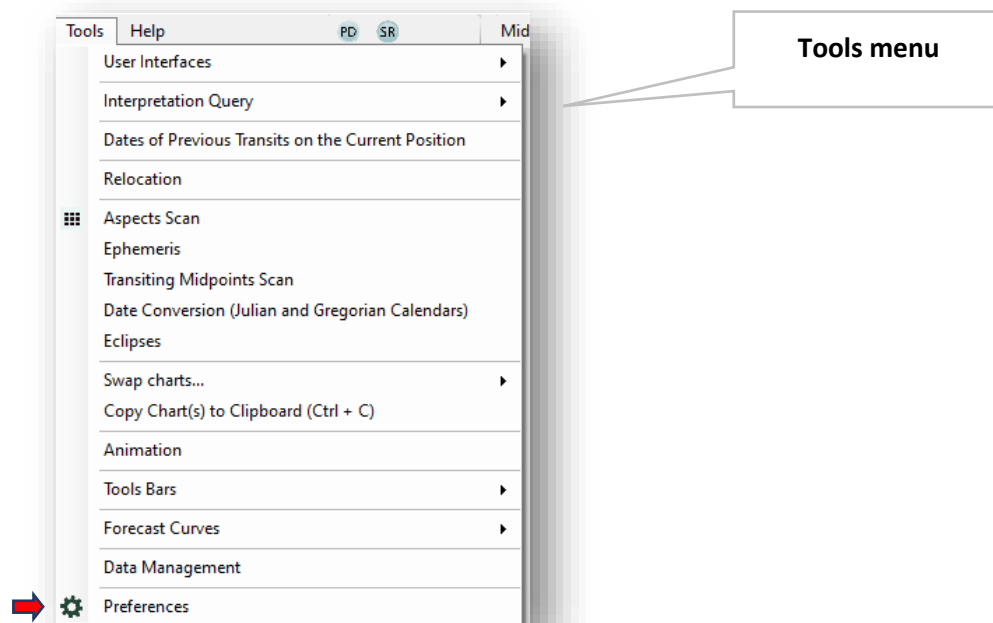 Tools Help PD SR Mid
Tools menu
User Interfaces
Interpretation Query
Dates of Previous Transits on the Current Position
Relocation
Aspects Scan
Ephemeris
Transiting Midpoints Scan
Date Conversion (Julian and Gregorian Calendars)
Eclipses
Swap charts...
Copy Chart(s) to Clipboard (Ctrl + C)
Animation
Tools Bars
Forecast Curves
Data Management
Preferences